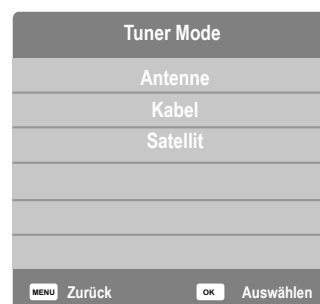 Tuner Mode
Antenne
Kabel
Satellit
MENU Zurück OK Auswählen